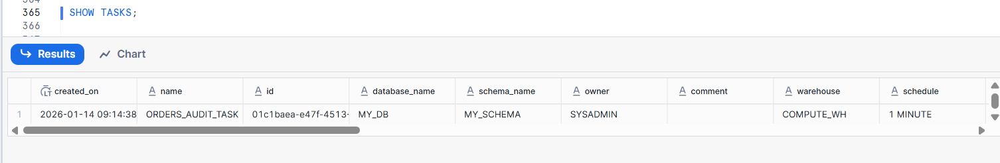 365 SHOW TASKS;
366
Results Chart
created_on name id database_name schema_name owner comment warehouse schedule
1 2026-01-14 09:14:38 ORDERS_AUDIT_TASK 01c1baea-e47f-4513- MY_DB MY_SCHEMA SYSADMIN COMPUTE_WH 1 MINUTE